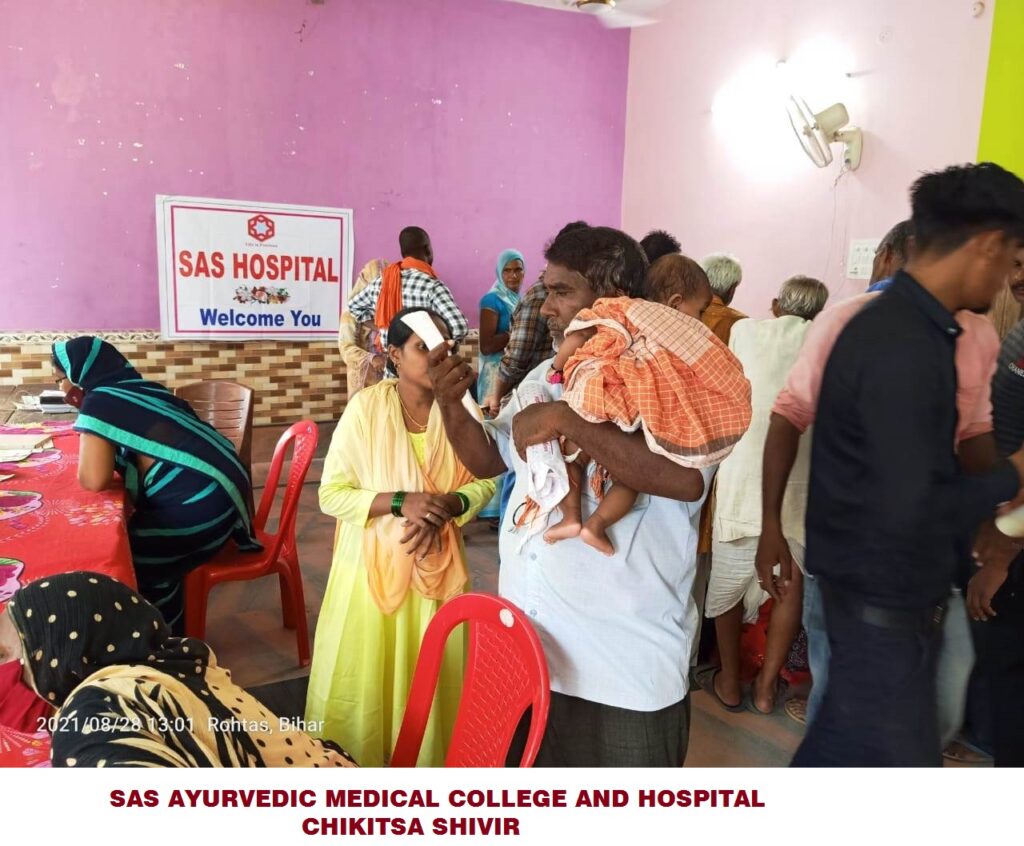 SAS HOSPITAL
Welcome You
2021/08/28 13:01 Rohtas, Bihar
SAS AYURVEDIC MEDICAL COLLEGE AND HOSPITAL
CHIKITSA SHIVIR